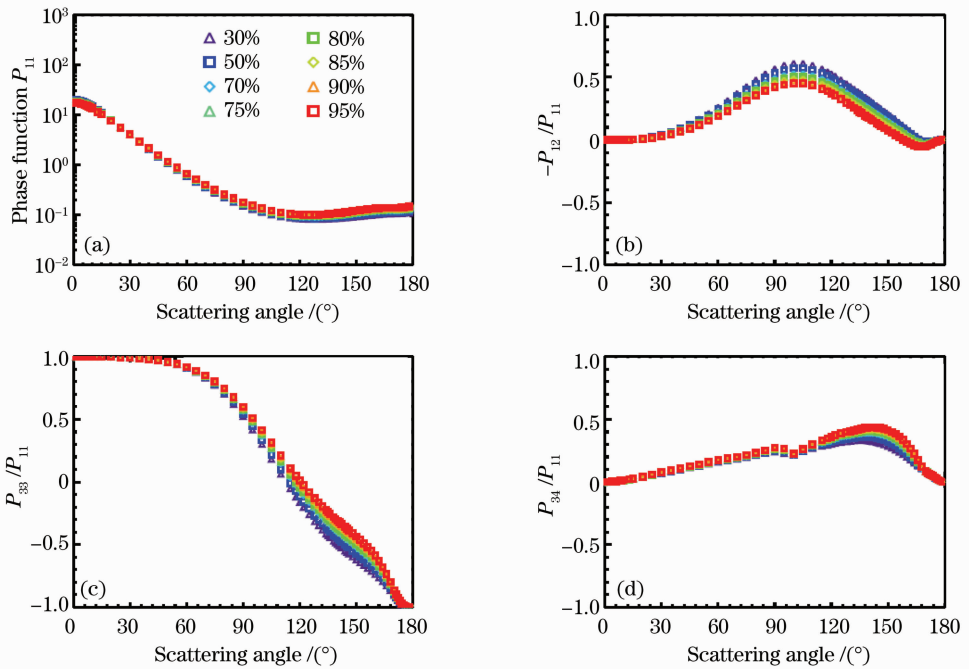 10³
10²
10¹
10⁰
10⁻¹
10⁻²
Phase function P₁₁
30%
50%
70%
75%
80%
85%
90%
95%
(a)
0 30 60 90 120 150 180
Scattering angle /(°)
1.0
0.5
0
−0.5
−1.0
−P₁₂/P₁₁
(b)
0 30 60 90 120 150 180
Scattering angle /(°)
1.0
0.5
0
−0.5
−1.0
P₃₃/P₁₁
(c)
0 30 60 90 120 150 180
Scattering angle /(°)
1.0
0.5
0
−0.5
−1.0
P₃₄/P₁₁
(d)
0 30 60 90 120 150 180
Scattering angle /(°)